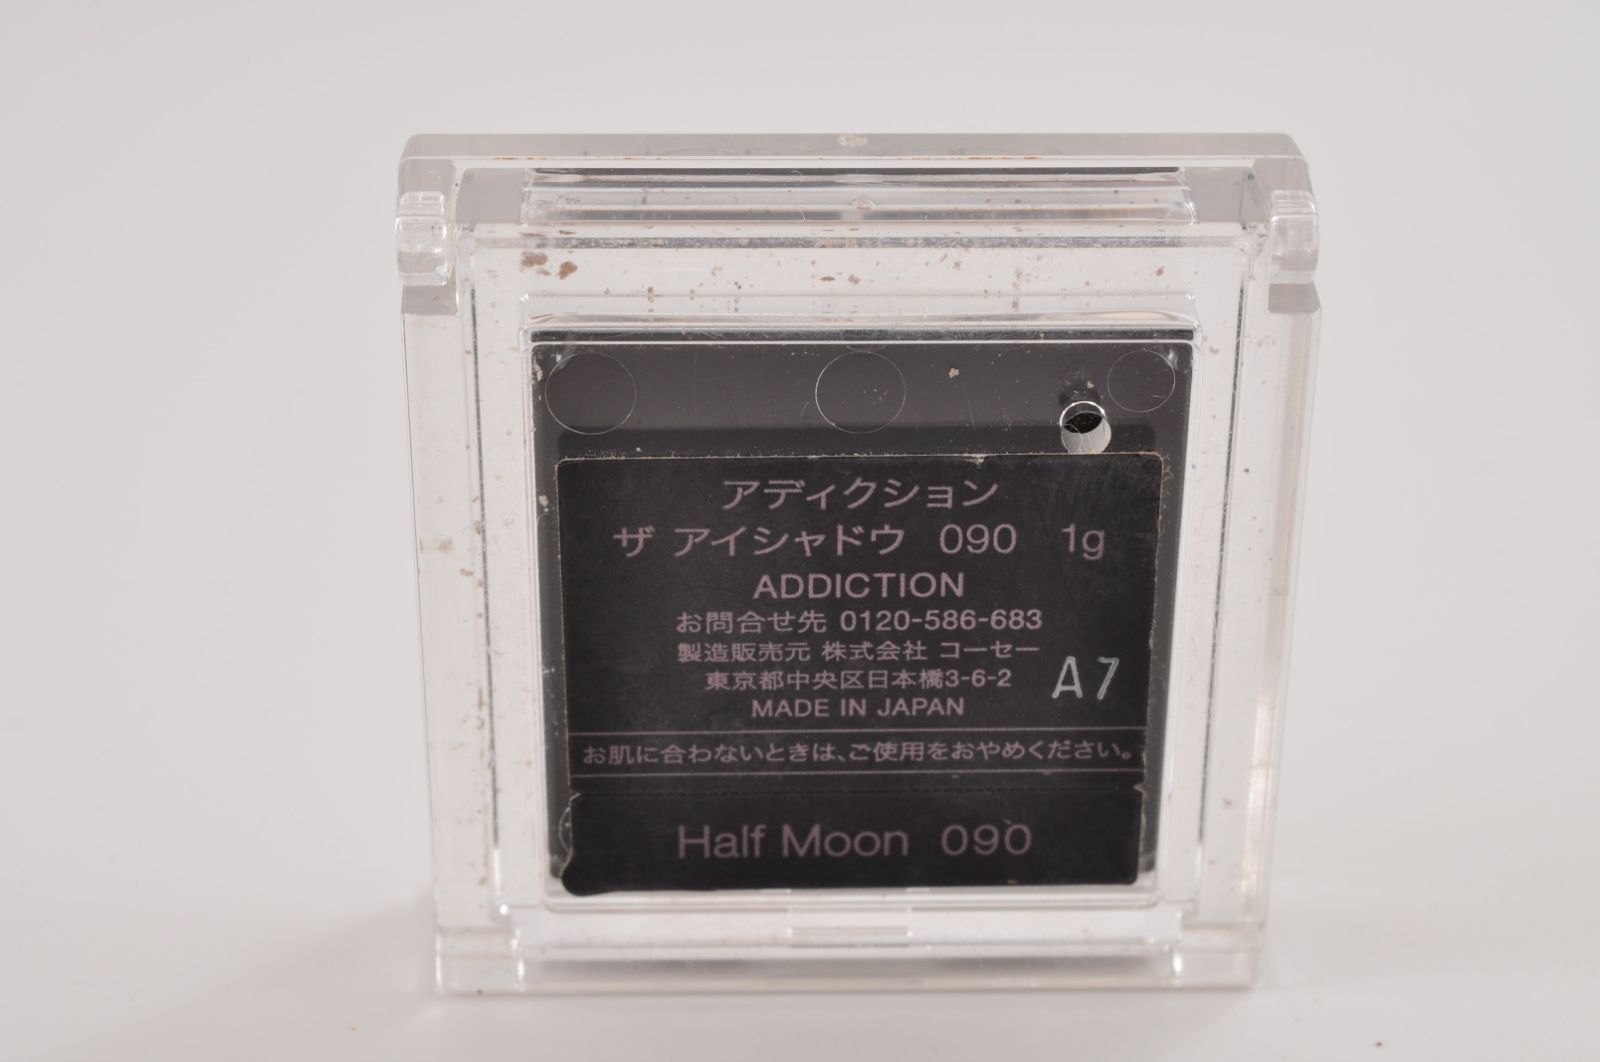 アディクション
ザ アイシャドウ 090 1g
ADDICTION
お問合せ先 0120-586-683
製造販売元 株式会社 コーセー
東京都中央区日本橋3-6-2
A7
MADE IN JAPAN
お肌に合わないときは、ご使用をおやめください。
Half Moon 090